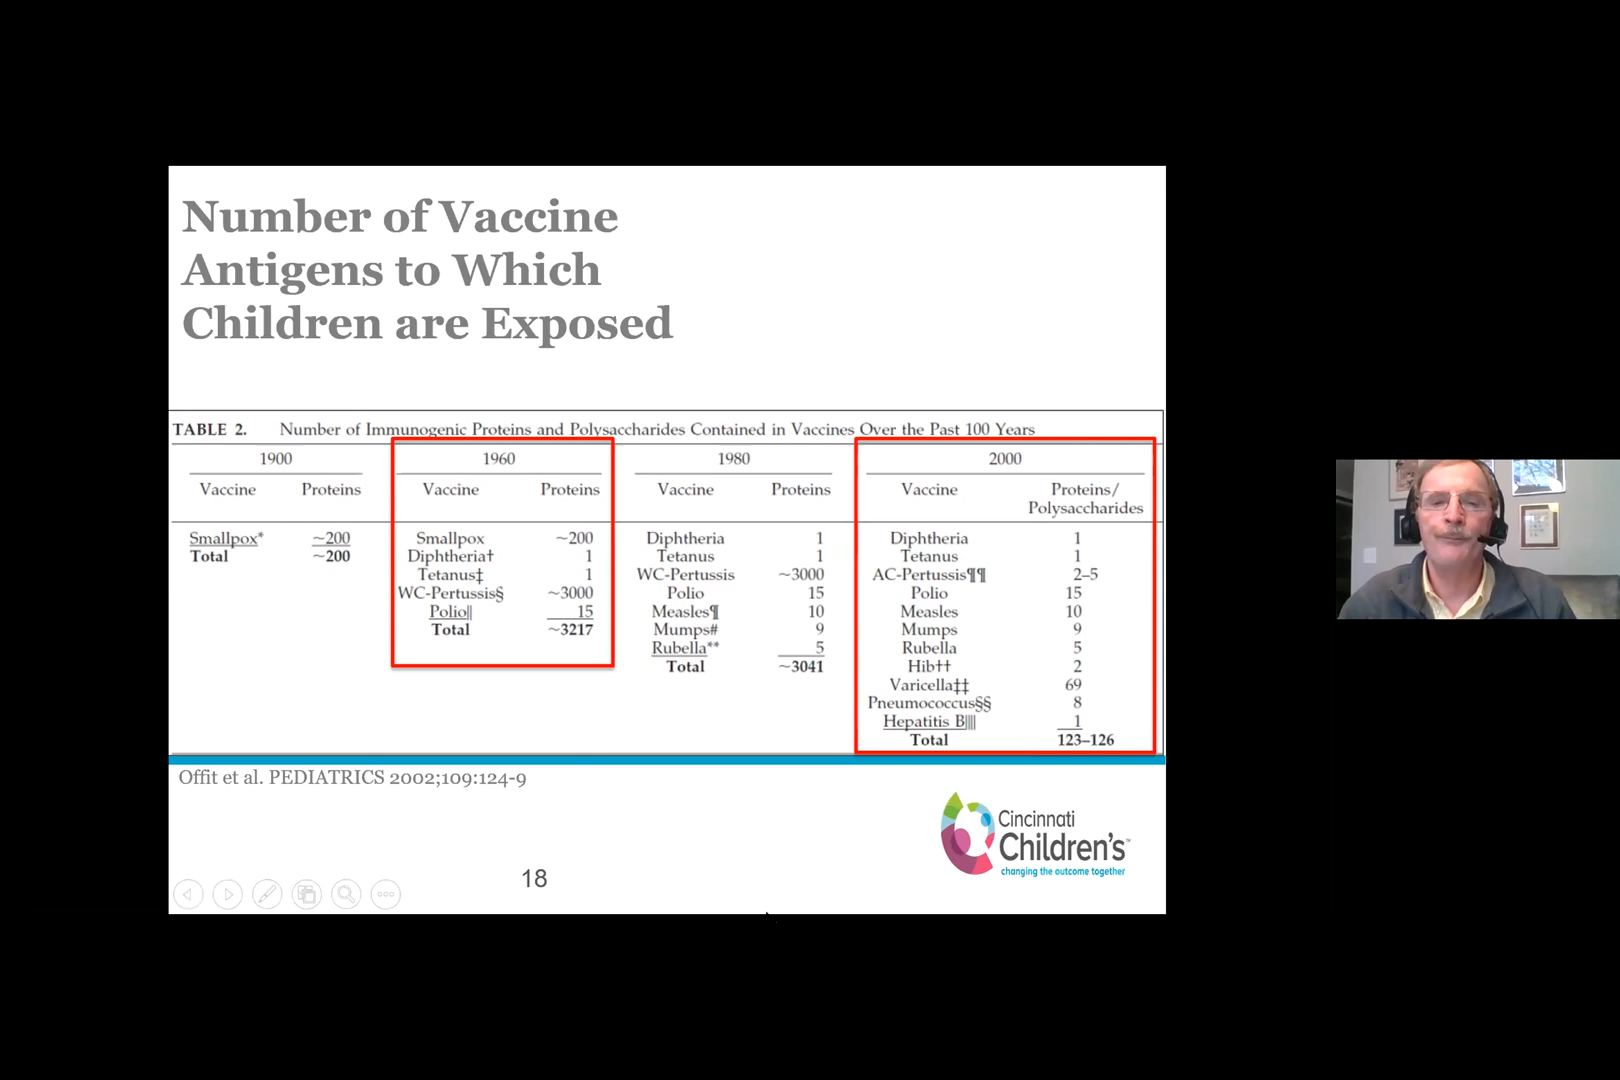 Number of Vaccine
Antigens to Which
Children are Exposed
TABLE 2. Number of Immunogenic Proteins and Polysaccharides Contained in Vaccines Over the Past 100 Years
1900 1960 1980 2000
Vaccine Proteins Vaccine Proteins Vaccine Proteins Vaccine Proteins/
Polysaccharides
Smallpox* ~200 Smallpox ~200 Diphtheria 1 Diphtheria 1
Total ~200 Diphtheria† 1 Tetanus 1 Tetanus 1
Tetanus‡ 1 WC-Pertussis ~3000 AC-Pertussis¶¶ 2–5
WC-Pertussis§ ~3000 Polio 15 Polio 15
Polio|| 15 Measles¶ 10 Measles 10
Total ~3217 Mumps# 9 Mumps 9
Rubella** 5 Rubella 5
Total ~3041 Hib†† 2
Varicella‡‡ 69
Pneumococcus§§ 8
Hepatitis B|||| 1
Total 123–126
Offit et al. PEDIATRICS 2002;109:124-9
Cincinnati
Children's™
changing the outcome together
18